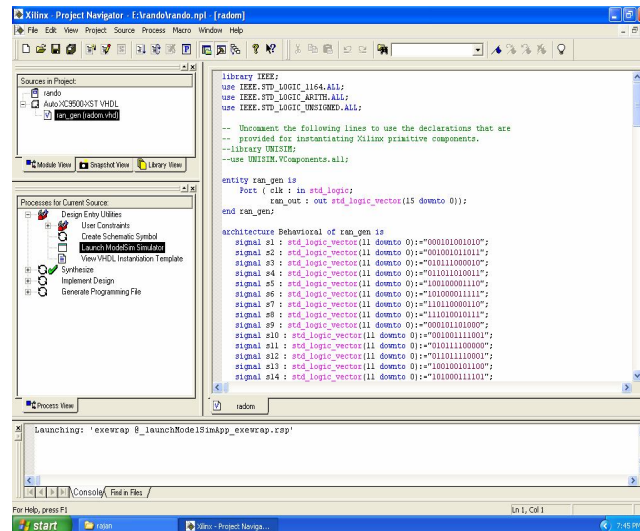 Xilinx - Project Navigator - E:\rando\rando.npl - [radom]
File Edit View Project Source Process Macro Window Help
Sources in Project:
rando
Auto XC9500-XST VHDL
ran_gen (radom.vhd)
Module View Snapshot View Library View
Processes for Current Source:
Design Entry Utilities
User Constraints
Create Schematic Symbol
Launch ModelSim Simulator
View VHDL Instantiation Template
Synthesize
Implement Design
Generate Programming File
Process View
library IEEE;
use IEEE.STD_LOGIC_1164.ALL;
use IEEE.STD_LOGIC_ARITH.ALL;
use IEEE.STD_LOGIC_UNSIGNED.ALL;
-- Uncomment the following lines to use the declarations that are
-- provided for instantiating Xilinx primitive components.
--library UNISIM;
--use UNISIM.VComponents.all;
entity ran_gen is
Port ( clk : in std_logic;
ran_out : out std_logic_vector(15 downto 0));
end ran_gen;
architecture Behavioral of ran_gen is
signal s1 : std_logic_vector(11 downto 0):="000101001010";
signal s2 : std_logic_vector(11 downto 0):="001001011011";
signal s3 : std_logic_vector(11 downto 0):="010111000010";
signal s4 : std_logic_vector(11 downto 0):="011011010011";
signal s5 : std_logic_vector(11 downto 0):="100100001110";
signal s6 : std_logic_vector(11 downto 0):="101000011111";
signal s7 : std_logic_vector(11 downto 0):="110110000110";
signal s8 : std_logic_vector(11 downto 0):="111010010111";
signal s9 : std_logic_vector(11 downto 0):="000101101000";
signal s10 : std_logic_vector(11 downto 0):="001001111001";
signal s11 : std_logic_vector(11 downto 0):="010111100000";
signal s12 : std_logic_vector(11 downto 0):="011011110001";
signal s13 : std_logic_vector(11 downto 0):="100100101100";
signal s14 : std_logic_vector(11 downto 0):="101000111101";
radom
Launching: 'exewrap @_launchModelSimApp_exewrap.rsp'
Console Find in Files
For Help, press F1
Ln 1, Col 1
start rajan Xilinx - Project Naviga... 7:45 PM